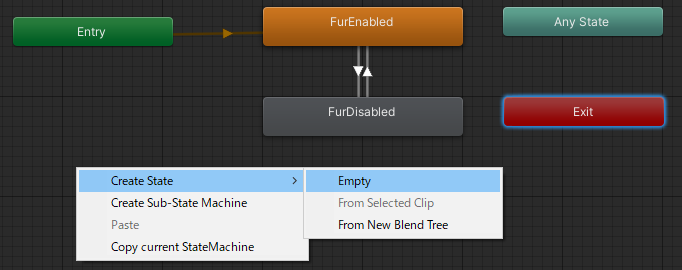 Entry
FurEnabled
Any State
FurDisabled
Exit
Create State
Create Sub-State Machine
Paste
Copy current StateMachine
Empty
From Selected Clip
From New Blend Tree